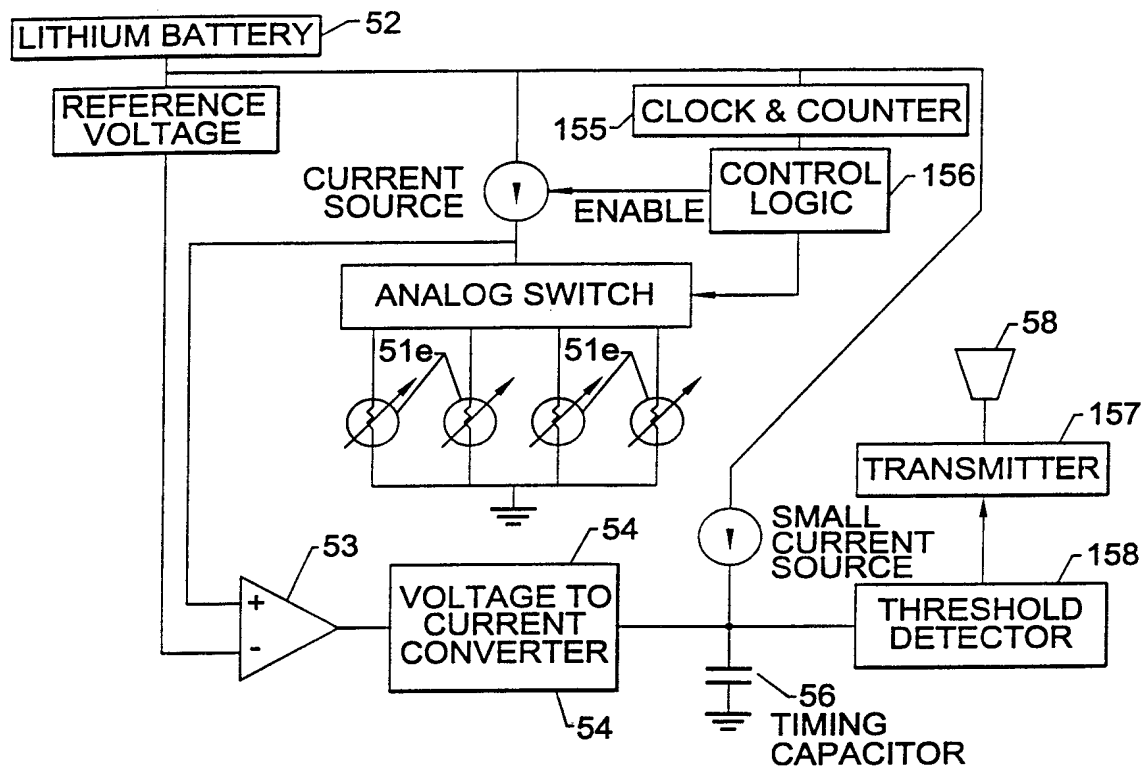 LITHIUM BATTERY
52
REFERENCE
VOLTAGE
CLOCK & COUNTER
155
CONTROL
LOGIC
156
CURRENT
SOURCE
ENABLE
ANALOG SWITCH
51e
51e
58
157
TRANSMITTER
SMALL
CURRENT
SOURCE
158
THRESHOLD
DETECTOR
53
+
-
54
VOLTAGE TO
CURRENT
CONVERTER
54
56
TIMING
CAPACITOR